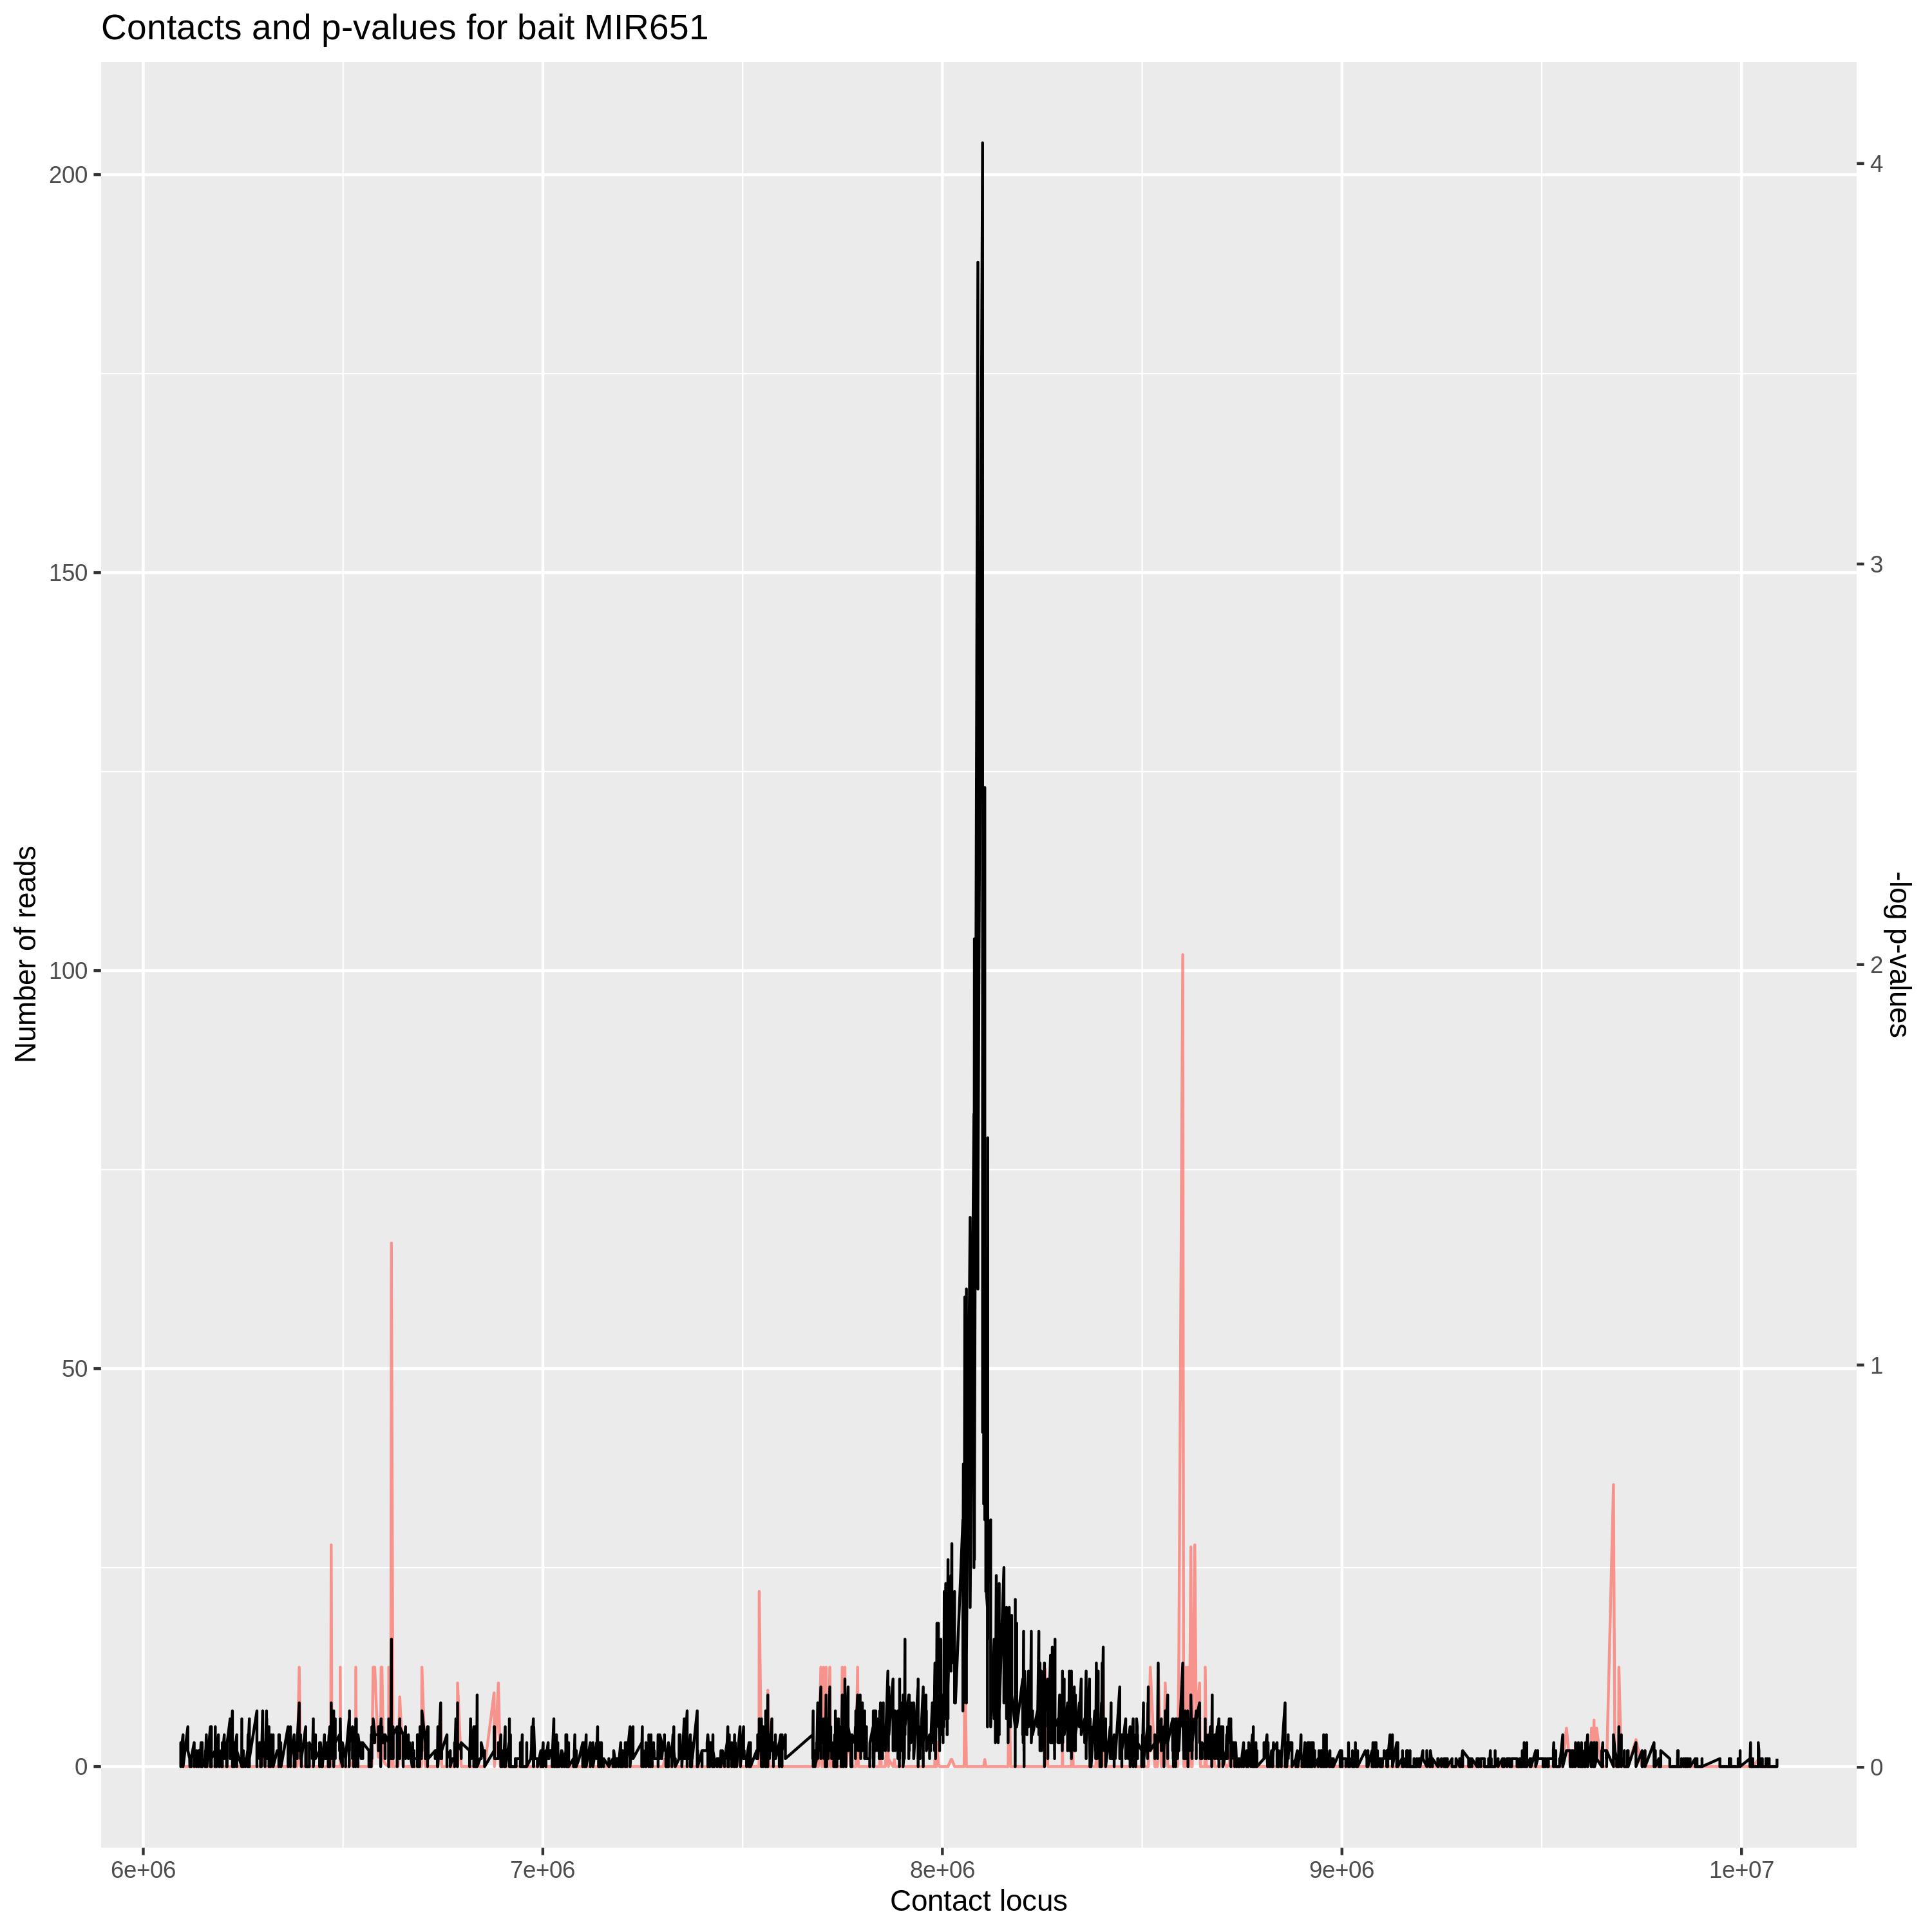 Contacts and p-values for bait MIR651
200
150
100
50
0
Number of reads
4
3
2
1
0
-log p-values
6e+06
7e+06
8e+06
9e+06
1e+07
Contact locus